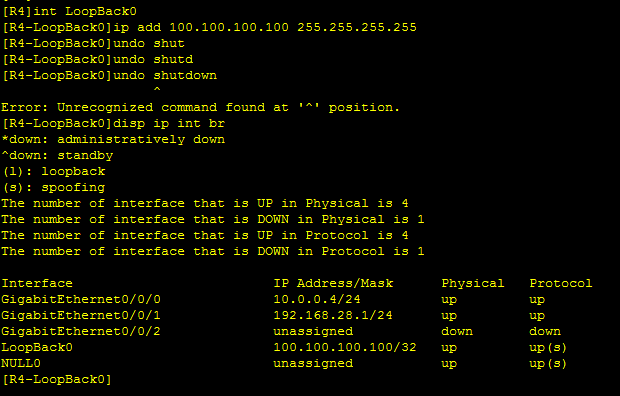 [R4]int LoopBack0
[R4-LoopBack0]ip add 100.100.100.100 255.255.255.255
[R4-LoopBack0]undo shut
[R4-LoopBack0]undo shutd
[R4-LoopBack0]undo shutdown
^
Error: Unrecognized command found at '^' position.
[R4-LoopBack0]disp ip int br
*down: administratively down
^down: standby
(l): loopback
(s): spoofing
The number of interface that is UP in Physical is 4
The number of interface that is DOWN in Physical is 1
The number of interface that is UP in Protocol is 4
The number of interface that is DOWN in Protocol is 1
Interface IP Address/Mask Physical Protocol
GigabitEthernet0/0/0 10.0.0.4/24 up up
GigabitEthernet0/0/1 192.168.28.1/24 up up
GigabitEthernet0/0/2 unassigned down down
LoopBack0 100.100.100.100/32 up up(s)
NULL0 unassigned up up(s)
[R4-LoopBack0]